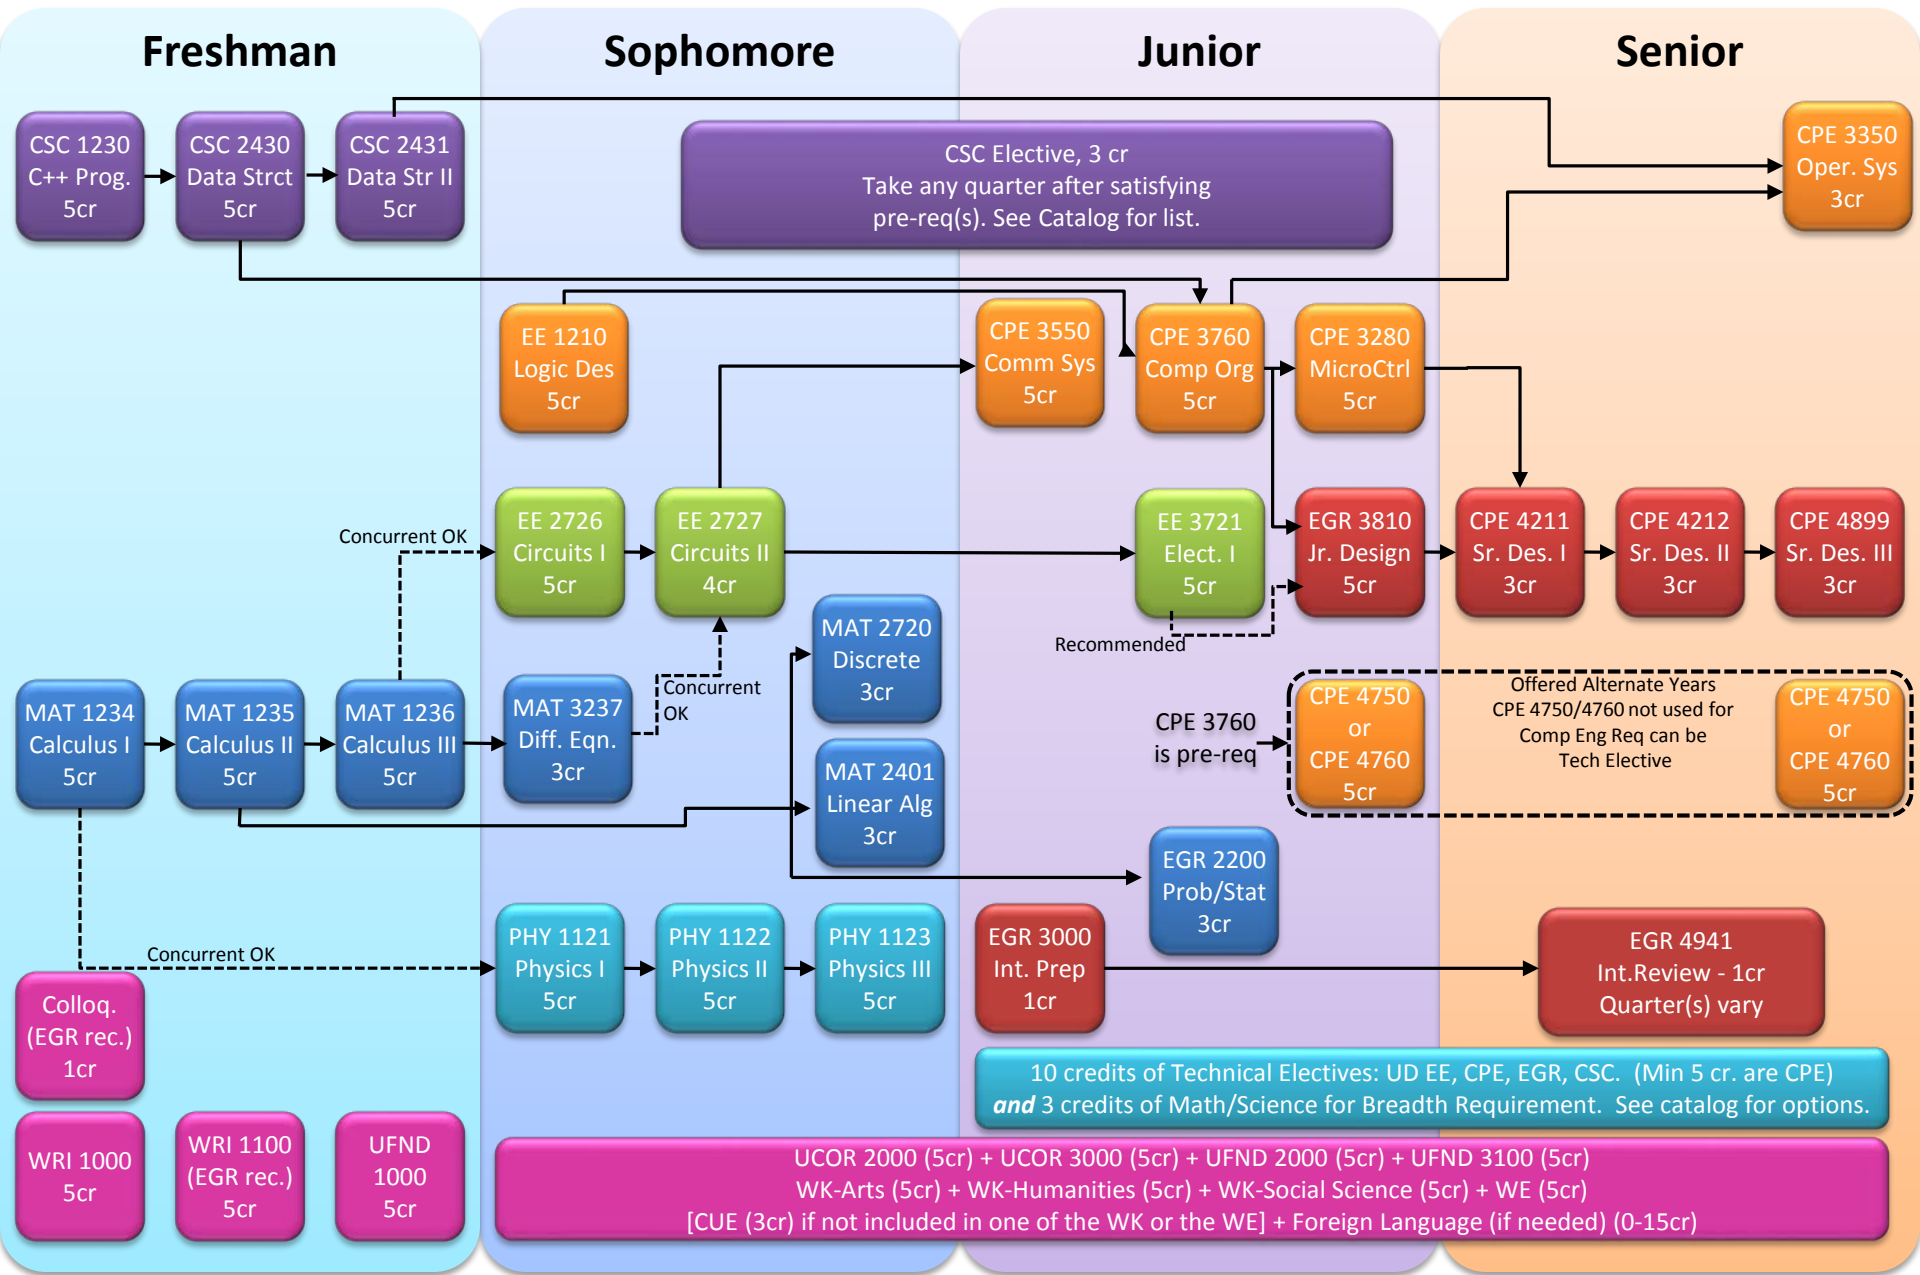 Freshman
Sophomore
Junior
Senior
CSC 1230
C++ Prog.
5cr
CSC 2430
Data Strct
5cr
CSC 2431
Data Str II
5cr
CSC Elective, 3 cr
Take any quarter after satisfying
pre-req(s). See Catalog for list.
CPE 3350
Oper. Sys
3cr
EE 1210
Logic Des
5cr
CPE 3550
Comm Sys
5cr
CPE 3760
Comp Org
5cr
CPE 3280
MicroCtrl
5cr
Concurrent OK
EE 2726
Circuits I
5cr
EE 2727
Circuits II
4cr
EE 3721
Elect. I
5cr
EGR 3810
Jr. Design
5cr
CPE 4211
Sr. Des. I
3cr
CPE 4212
Sr. Des. II
3cr
CPE 4899
Sr. Des. III
3cr
Recommended
MAT 1234
Calculus I
5cr
MAT 1235
Calculus II
5cr
MAT 1236
Calculus III
5cr
MAT 3237
Diff. Eqn.
3cr
Concurrent
OK
MAT 2720
Discrete
3cr
MAT 2401
Linear Alg
3cr
CPE 3760
is pre-req
CPE 4750
or
CPE 4760
5cr
Offered Alternate Years
CPE 4750/4760 not used for
Comp Eng Req can be
Tech Elective
CPE 4750
or
CPE 4760
5cr
EGR 2200
Prob/Stat
3cr
Concurrent OK
PHY 1121
Physics I
5cr
PHY 1122
Physics II
5cr
PHY 1123
Physics III
5cr
EGR 3000
Int. Prep
1cr
EGR 4941
Int.Review - 1cr
Quarter(s) vary
Colloq.
(EGR rec.)
1cr
10 credits of Technical Electives: UD EE, CPE, EGR, CSC. (Min 5 cr. are CPE)
and 3 credits of Math/Science for Breadth Requirement. See catalog for options.
WRI 1000
5cr
WRI 1100
(EGR rec.)
5cr
UFND
1000
5cr
UCOR 2000 (5cr) + UCOR 3000 (5cr) + UFND 2000 (5cr) + UFND 3100 (5cr)
WK-Arts (5cr) + WK-Humanities (5cr) + WK-Social Science (5cr) + WE (5cr)
[CUE (3cr) if not included in one of the WK or the WE] + Foreign Language (if needed) (0-15cr)